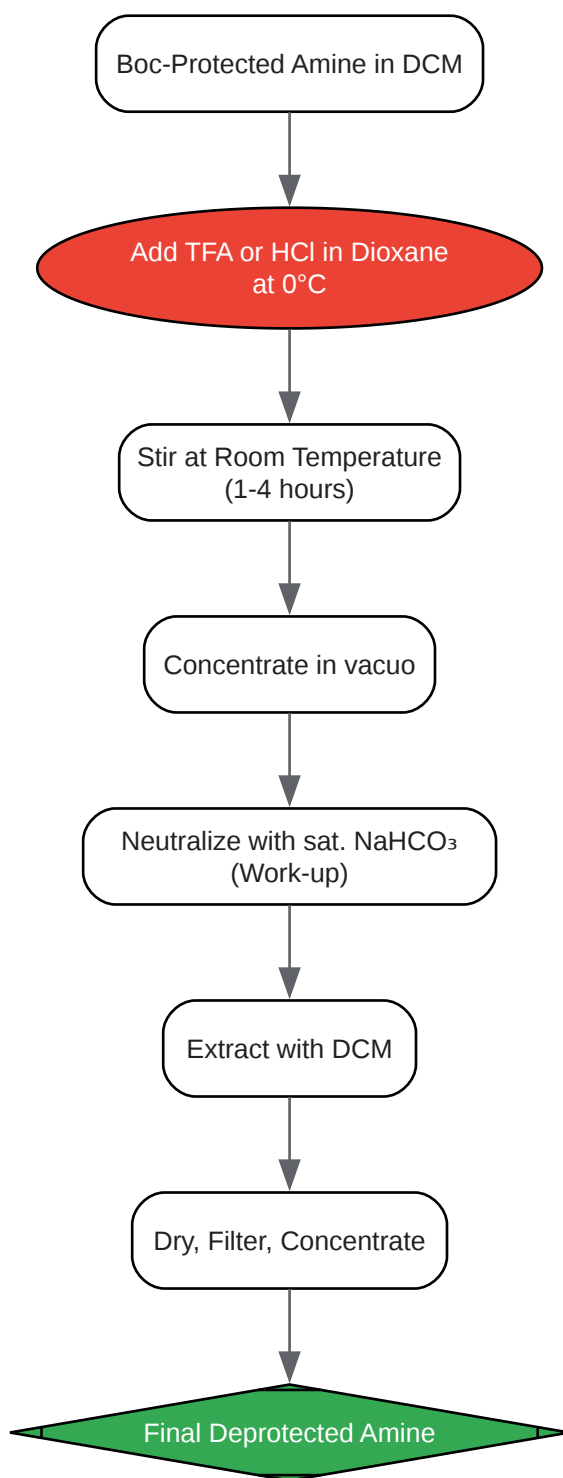 Boc-Protected Amine in DCM
Add TFA or HCl in Dioxane
at 0°C
Stir at Room Temperature
(1-4 hours)
Concentrate in vacuo
Neutralize with sat. NaHCO₃
(Work-up)
Extract with DCM
Dry, Filter, Concentrate
Final Deprotected Amine